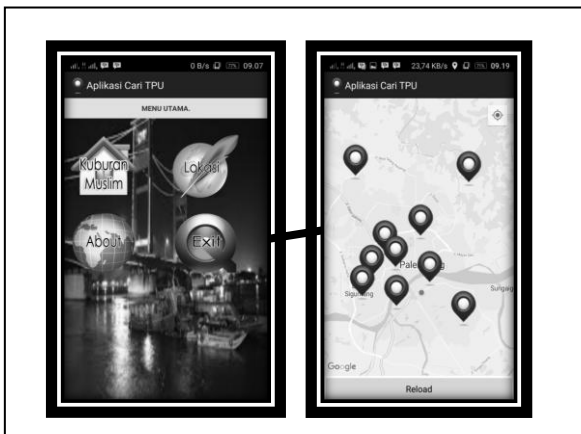 0 B/s 09.07
Aplikasi Cari TPU
MENU UTAMA.
Kuburan
Muslim
Lokasi
About
Exit
23,74 KB/s 09.19
Aplikasi Cari TPU
Google
Reload